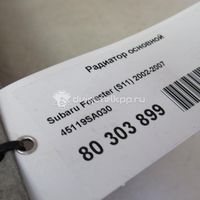 Радиатор основной
Subaru Forester (S11) 2002-2007
45119SA030
80 303 899